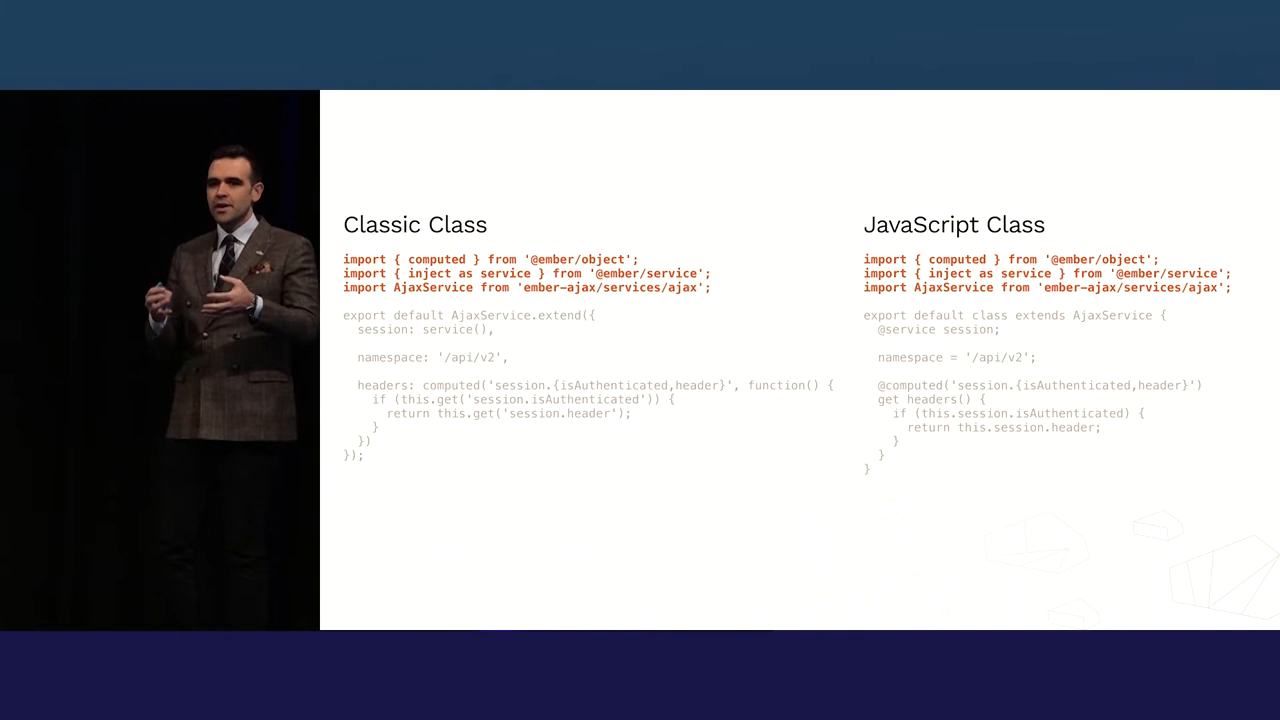 Classic Class
import { computed } from '@ember/object';
import { inject as service } from '@ember/service';
import AjaxService from 'ember-ajax/services/ajax';
export default AjaxService.extend({
  session: service(),
  namespace: '/api/v2',
  headers: computed('session.{isAuthenticated,header}', function() {
    if (this.get('session.isAuthenticated')) {
      return this.get('session.header');
    }
  })
});
JavaScript Class
import { computed } from '@ember/object';
import { inject as service } from '@ember/service';
import AjaxService from 'ember-ajax/services/ajax';
export default class extends AjaxService {
  @service session;
  namespace = '/api/v2';
  @computed('session.{isAuthenticated,header}')
  get headers() {
    if (this.session.isAuthenticated) {
      return this.session.header;
    }
  }
}